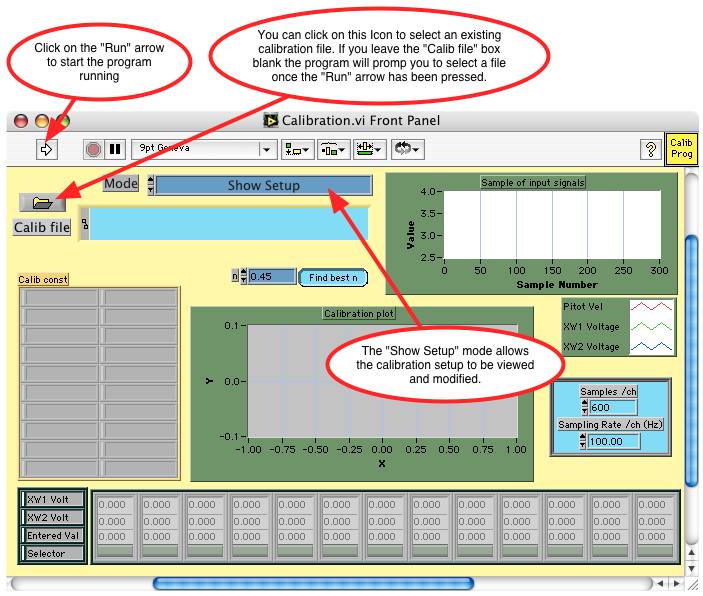 Click on the "Run" arrow
to start the program
running
You can click on this Icon to select an existing
calibration file. If you leave the "Calib file" box
blank the program will promp you to select a file
once the "Run" arrow has been pressed.
Calibration.vi Front Panel
9pt Geneva
?
Calib
Prog
Mode
Show Setup
Calib file
Sample of input signals
Value
4.0
3.5
3.0
2.5
0 50 100 150 200 250 300
Sample Number
n 0.45 Find best n
Calib const
Calibration plot
Y
0.1
0.0
-0.1
-1.00 -0.75 -0.50 -0.25 0.00 0.25 0.50 0.75 1.00
X
The "Show Setup" mode allows
the calibration setup to be viewed
and modified.
Pitot Vel
XW1 Voltage
XW2 Voltage
Samples /ch
600
Sampling Rate /ch (Hz)
100.00
XW1 Volt 0.000 0.000 0.000 0.000 0.000 0.000 0.000 0.000 0.000 0.000 0.000 0.000 0.000
XW2 Volt 0.000 0.000 0.000 0.000 0.000 0.000 0.000 0.000 0.000 0.000 0.000 0.000 0.000
Entered Val 0.000 0.000 0.000 0.000 0.000 0.000 0.000 0.000 0.000 0.000 0.000 0.000 0.000
Selector